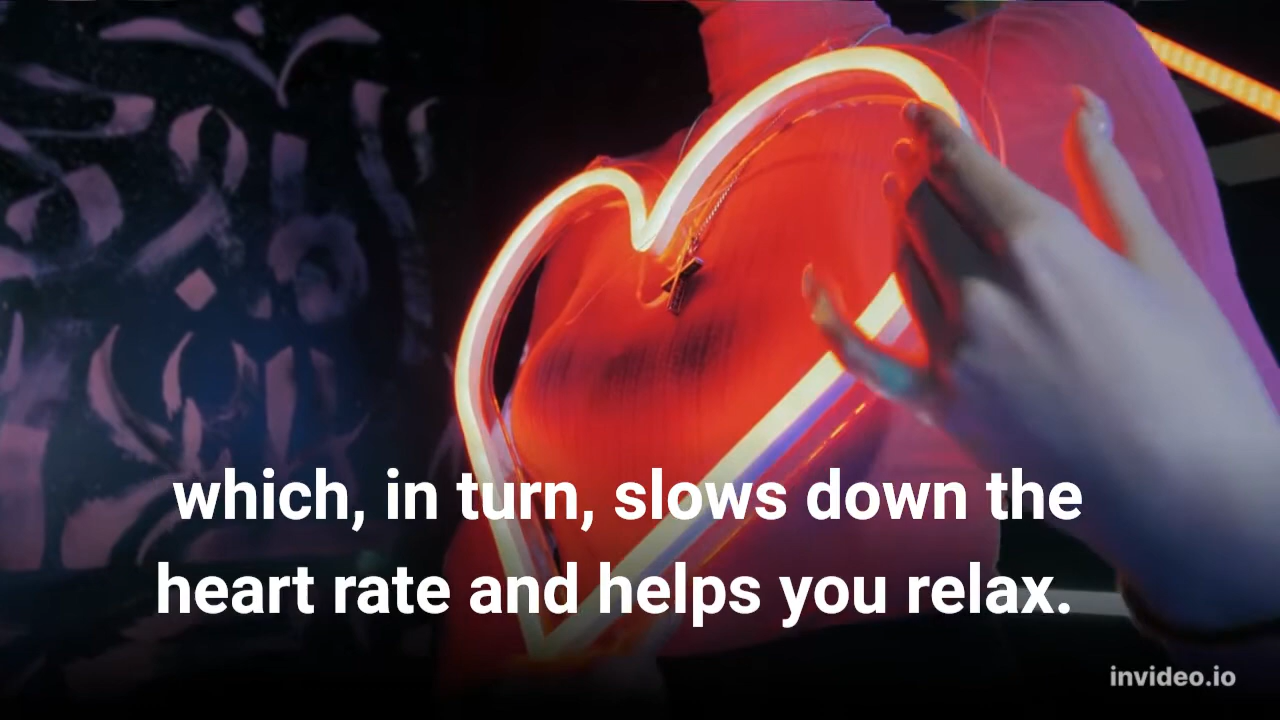 which, in turn, slows down the
heart rate and helps you relax.
invideo.io